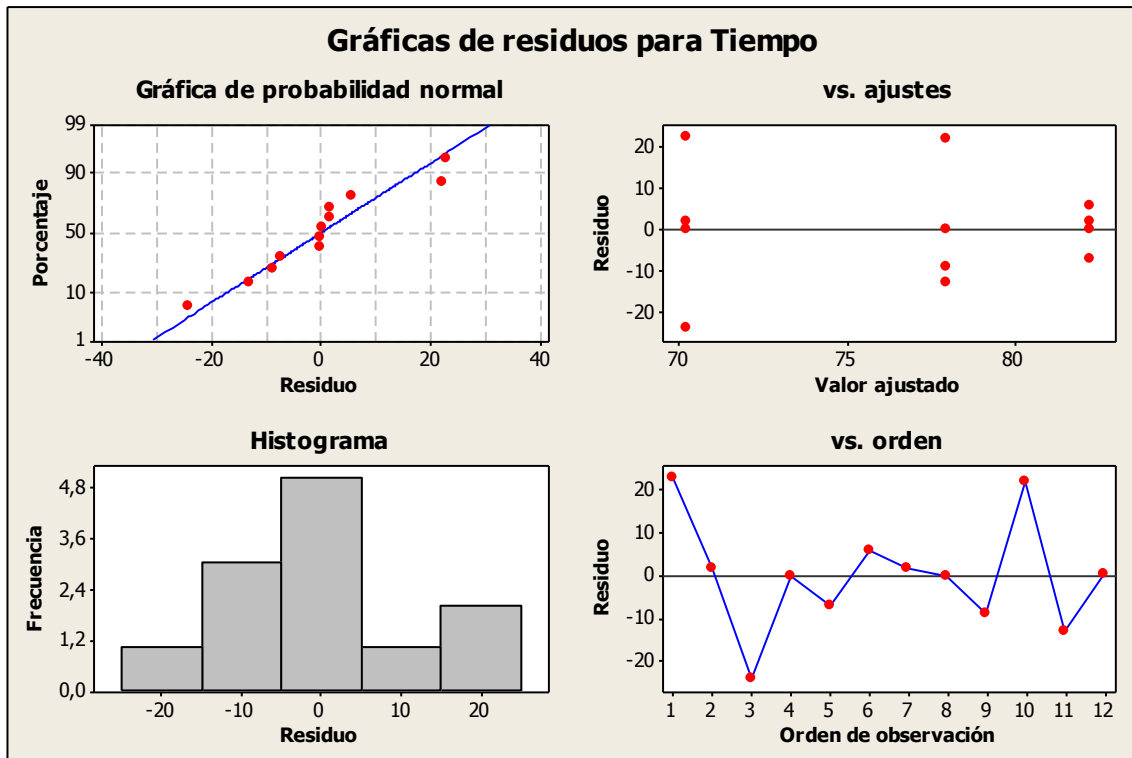 Gráficas de residuos para Tiempo
Gráfica de probabilidad normal
99
90
50
10
1
Porcentaje
-40 -20 0 20 40
Residuo
vs. ajustes
20
10
0
-10
-20
Residuo
70 75 80
Valor ajustado
Histograma
4,8
3,6
2,4
1,2
0,0
Frecuencia
-20 -10 0 10 20
Residuo
vs. orden
20
10
0
-10
-20
Residuo
1 2 3 4 5 6 7 8 9 10 11 12
Orden de observación